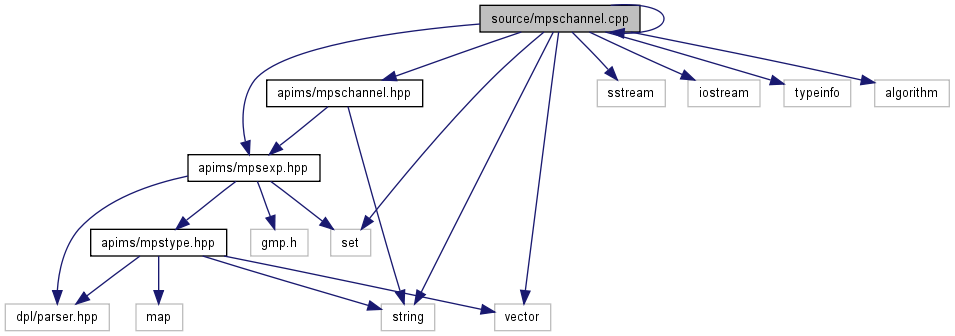 source/mpschannel.cpp
apims/mpschannel.hpp
sstream
iostream
typeinfo
algorithm
apims/mpsexp.hpp
apims/mpstype.hpp
gmp.h
set
dpl/parser.hpp
map
string
vector